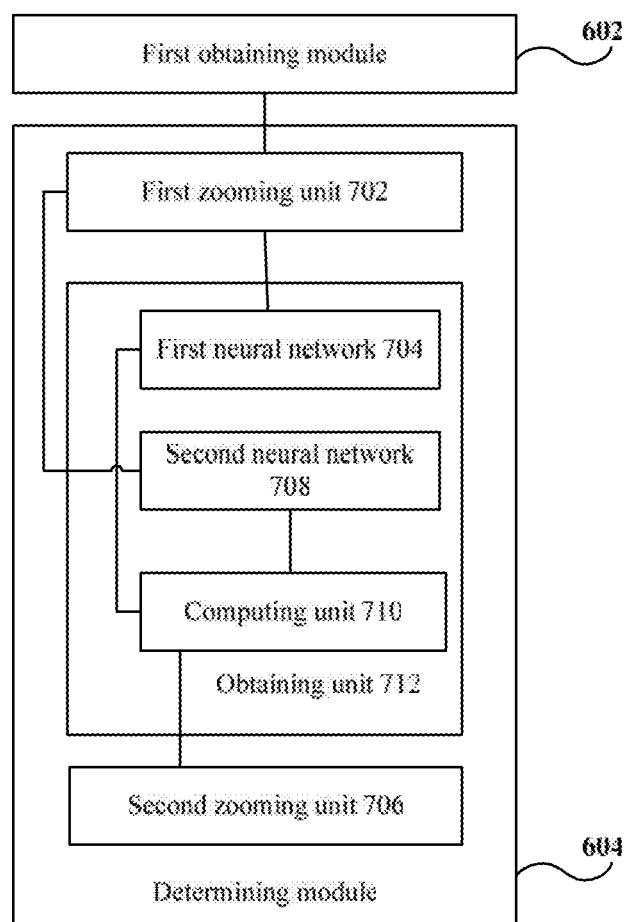 602
First obtaining module
First zooming unit 702
First neural network 704
Second neural network
708
Computing unit 710
Obtaining unit 712
Second zooming unit 706
604
Determining module